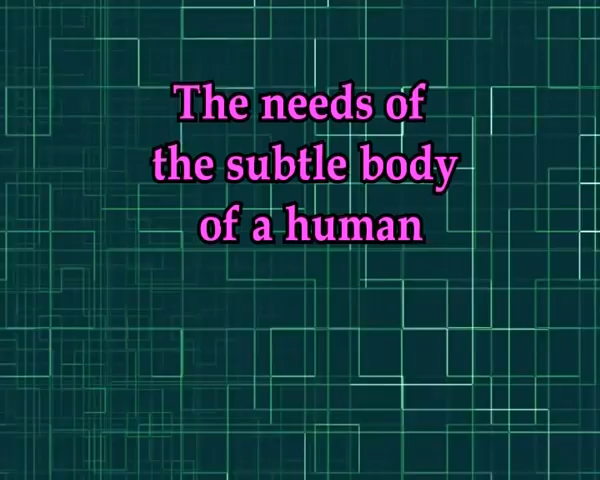 The needs of
the subtle body
of a human